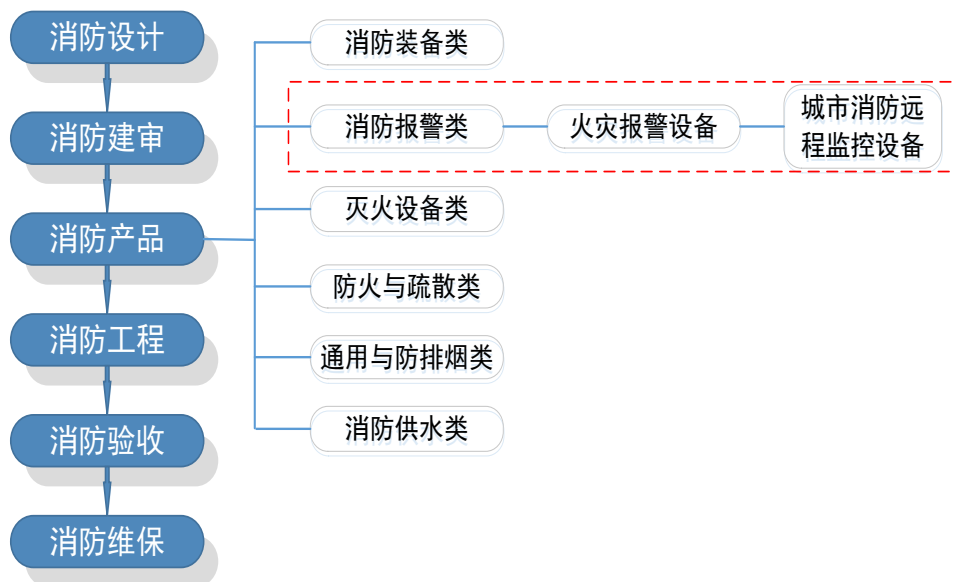 消防设计
消防建审
消防产品
消防工程
消防验收
消防维保
消防装备类
消防报警类
火灾报警设备
城市消防远
程监控设备
灭火设备类
防火与疏散类
通用与防排烟类
消防供水类